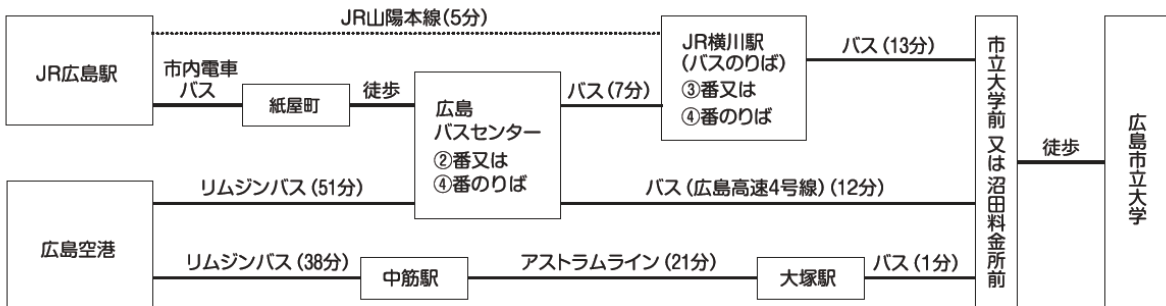 JR山陽本線(5分)
JR広島駅
市内電車
バス
紙屋町
徒歩
広島
バスセンター
②番又は
④番のりば
バス(7分)
JR横川駅
(バスのりば)
③番又は
④番のりば
バス(13分)
広島空港
リムジンバス(51分)
バス(広島高速4号線)(12分)
リムジンバス(38分)
中筋駅
アストラムライン(21分)
大塚駅
バス(1分)
市立大学前又は沼田料金所前
徒歩
広島市立大学